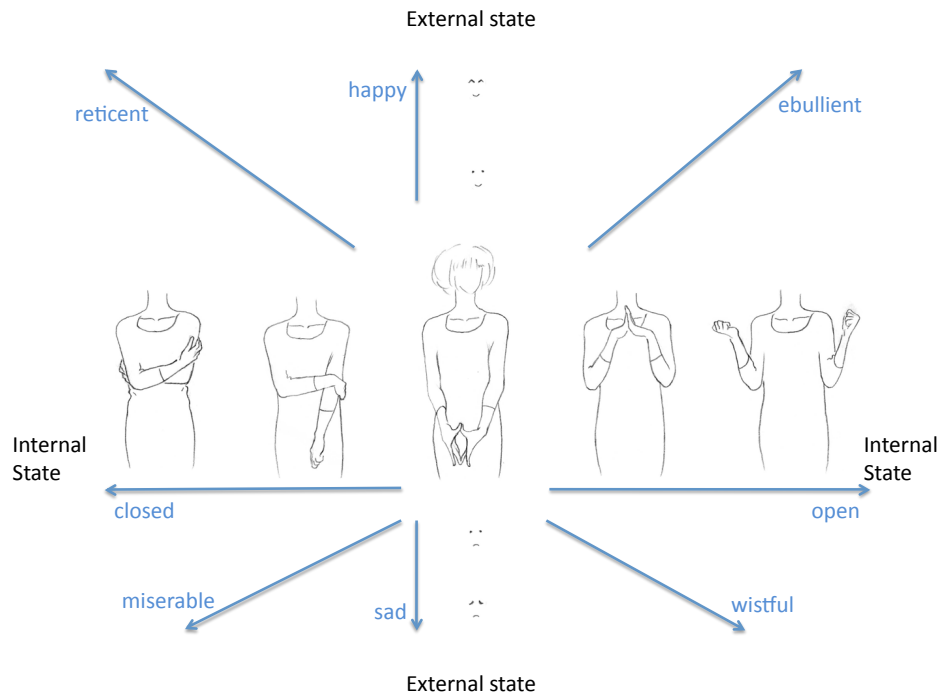 External state
happy
reticent
ebullient
Internal
State
Internal
State
closed
open
miserable
sad
wistful
External state